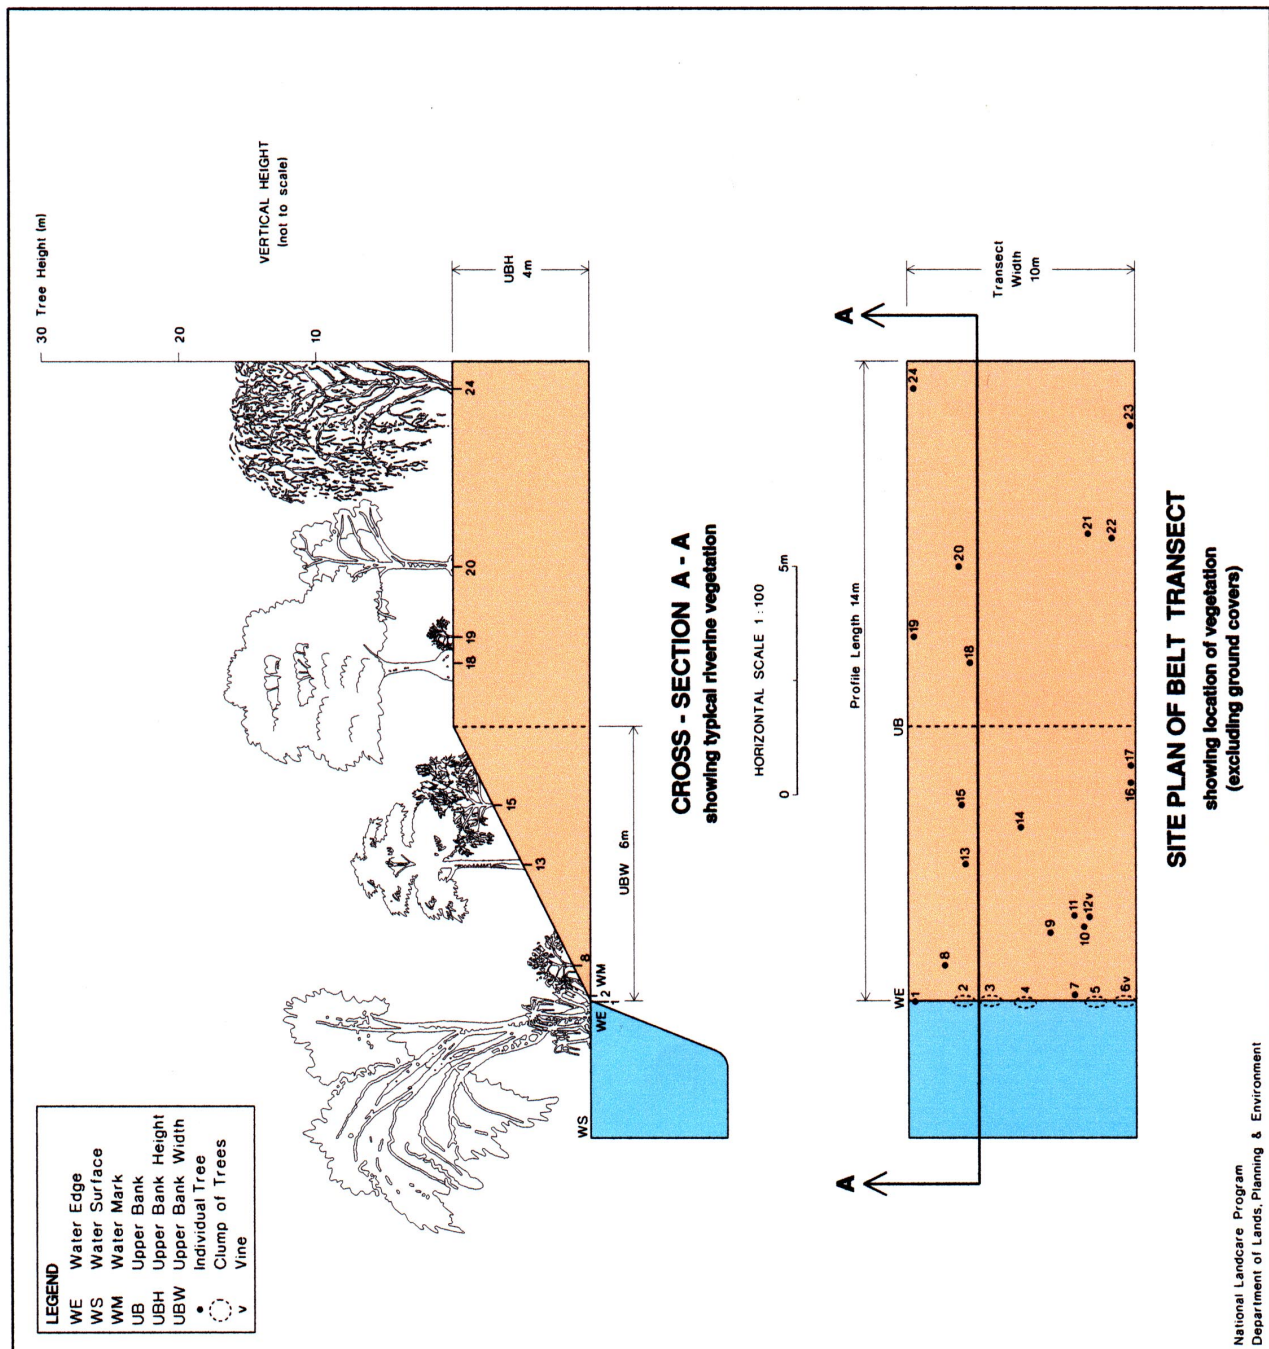 LEGEND
WE Water Edge
WS Water Surface
WM Water Mark
UB Upper Bank
UBH Upper Bank Height
UBW Upper Bank Width
• Individual Tree
Clump of Trees
v Vine
30 Tree Height (m)
20
10
VERTICAL HEIGHT
(not to scale)
UBH
4m
WS
WE
1
2
WM
8
13
15
18
19
20
24
UBW 6m
CROSS - SECTION A - A
showing typical riverine vegetation
HORIZONTAL SCALE 1 : 100
0
5m
Profile Length 14m
A
A
WE
UB
Transect
Width
10m
1
2
3
4
5
6v
7
8
9
10
11
12v
13
14
15
16
17
18
19
20
21
22
23
24
SITE PLAN OF BELT TRANSECT
showing location of vegetation
(excluding ground covers)
National Landcare Program
Department of Lands, Planning & Environment